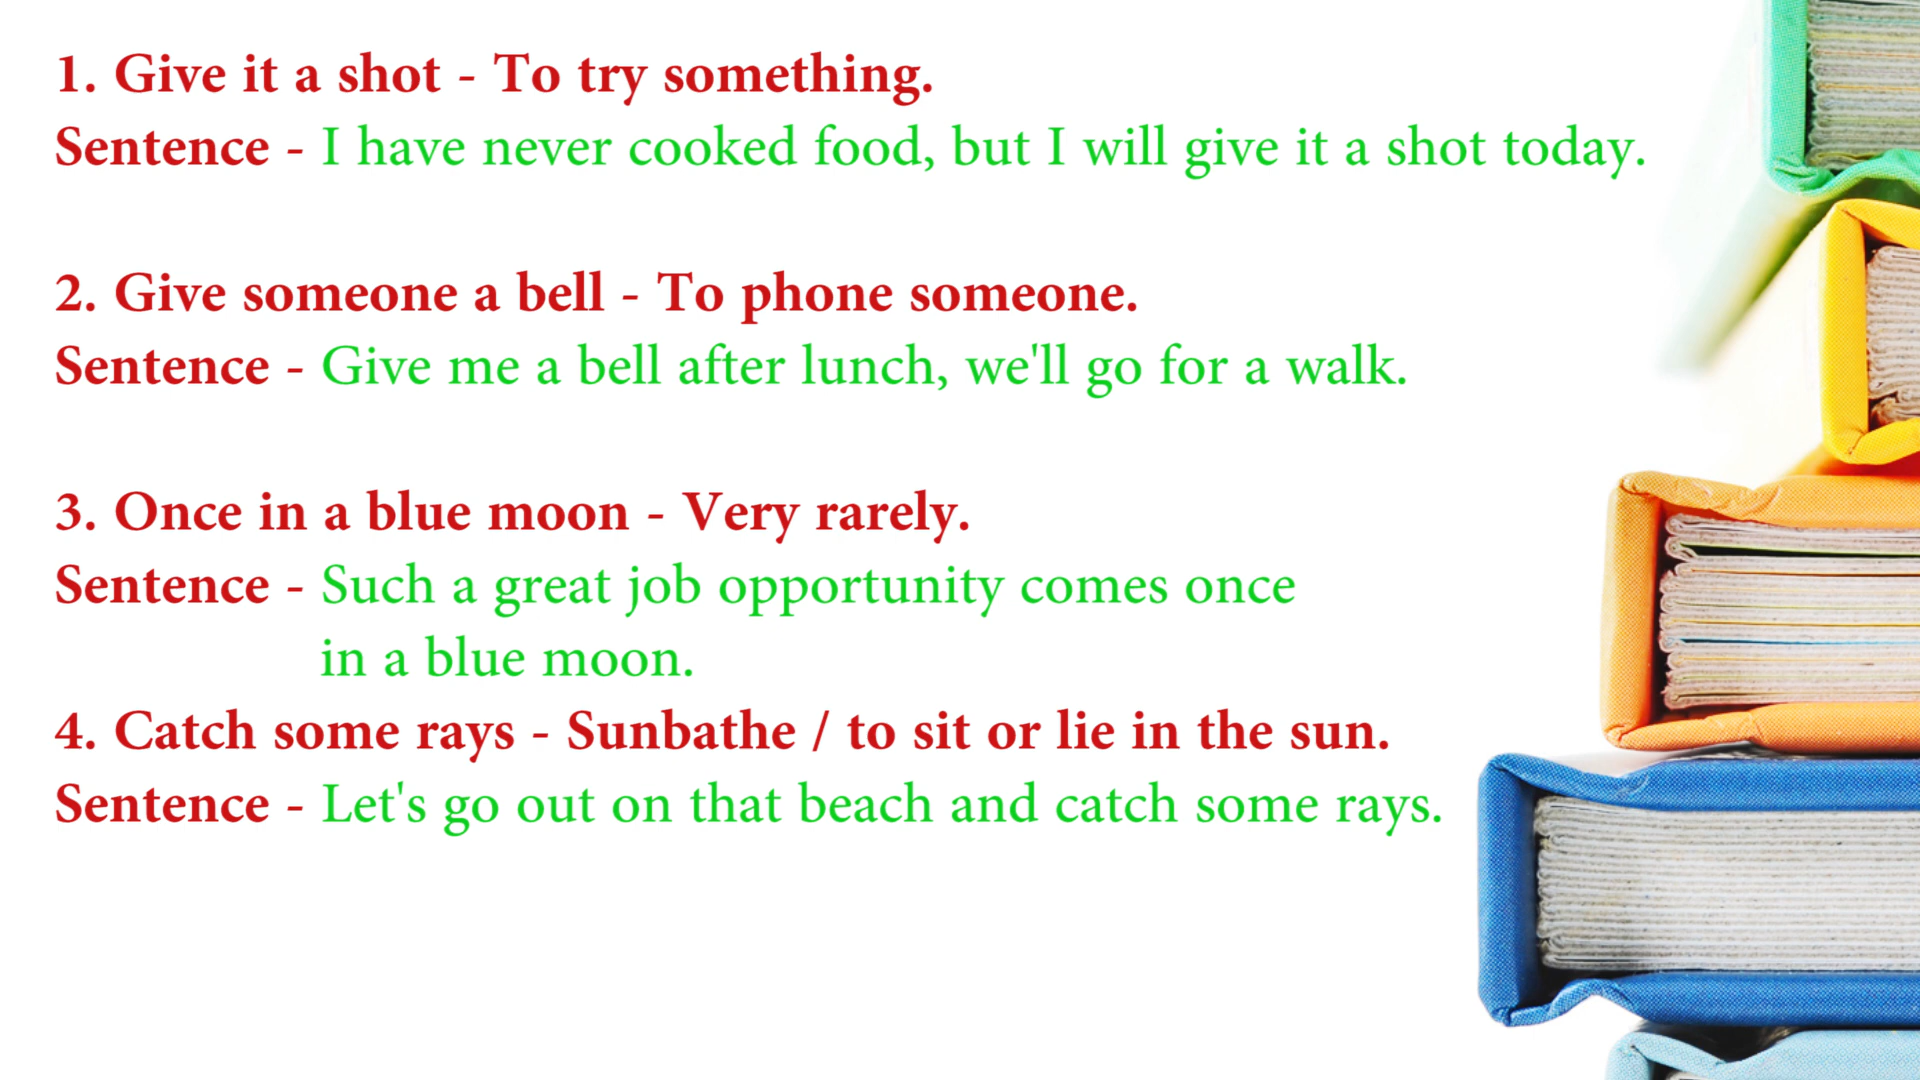 1. Give it a shot - To try something.
Sentence - I have never cooked food, but I will give it a shot today.
2. Give someone a bell - To phone someone.
Sentence - Give me a bell after lunch, we'll go for a walk.
3. Once in a blue moon - Very rarely.
Sentence - Such a great job opportunity comes once
in a blue moon.
4. Catch some rays - Sunbathe / to sit or lie in the sun.
Sentence - Let's go out on that beach and catch some rays.